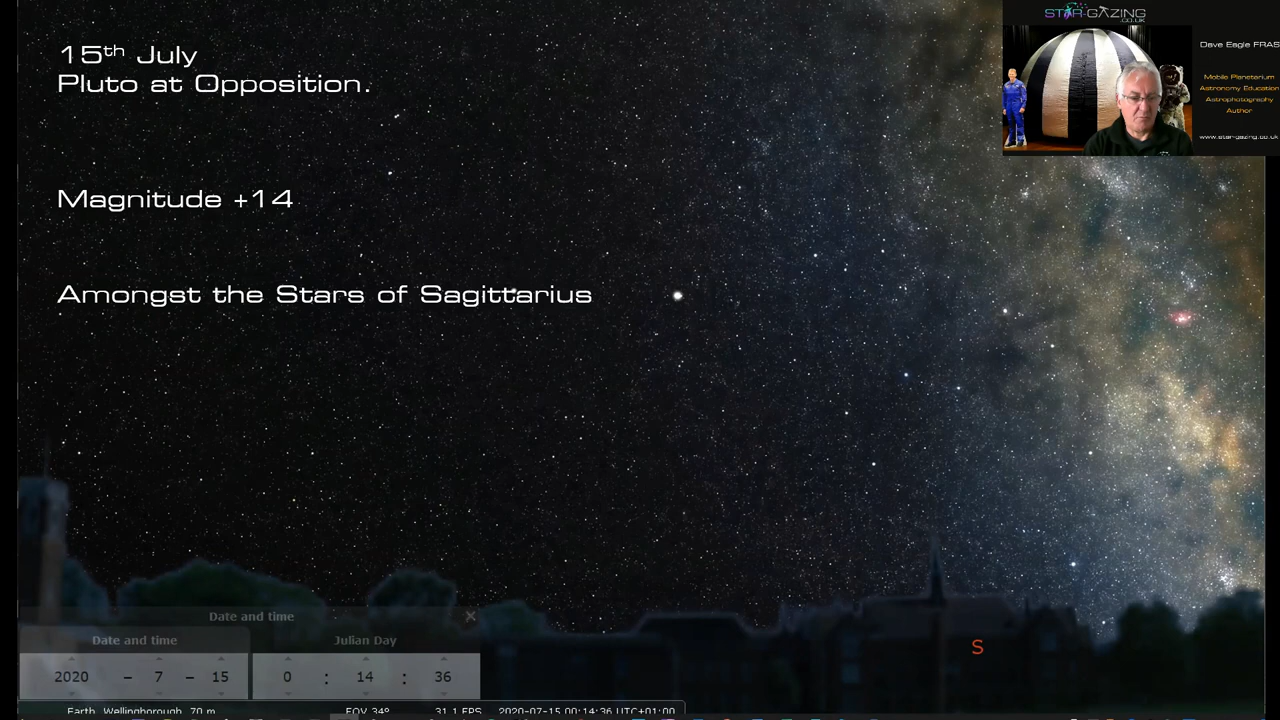 15th July
Pluto at Opposition.
Magnitude +14
Amongst the Stars of Sagittarius
STAR-GAZING
.CO.UK
Dave Eagle FRAS
Mobile Planetarium
Astronomy Education
Astrophotography
Author
www.star-gazing.co.uk
S
Date and time
Date and time Julian Day
2020 - 7 - 15 0 : 14 : 36
Earth, Wellingborough, 70 m FOV 34° 31.1 FPS 2020-07-15 00:14:36 UTC+01:00